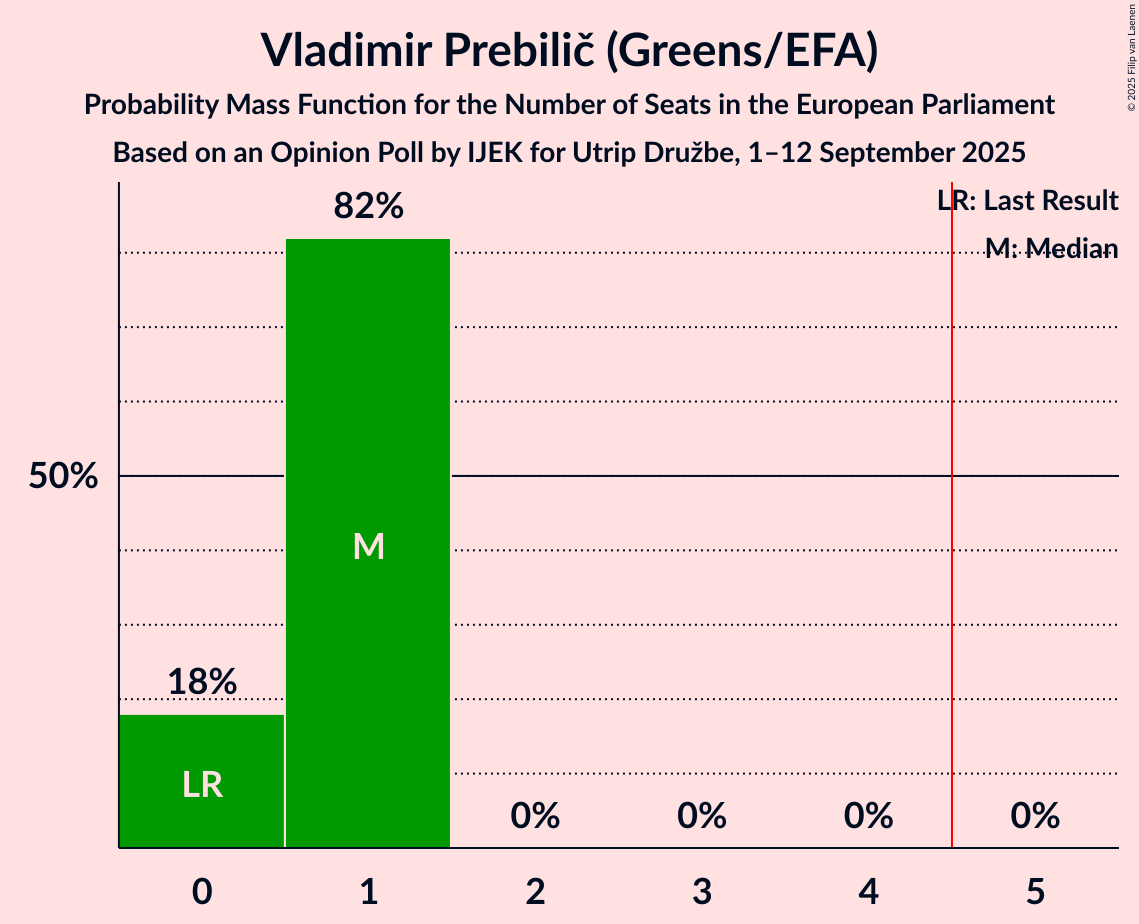 Vladimir Prebilič (Greens/EFA)
Probability Mass Function for the Number of Seats in the European Parliament
Based on an Opinion Poll by IJEK for Utrip Družbe, 1–12 September 2025
© 2025 Filip van Laenen
LR: Last Result
M: Median
82%
50%
M
18%
LR
0% 0% 0% 0%
0 1 2 3 4 5